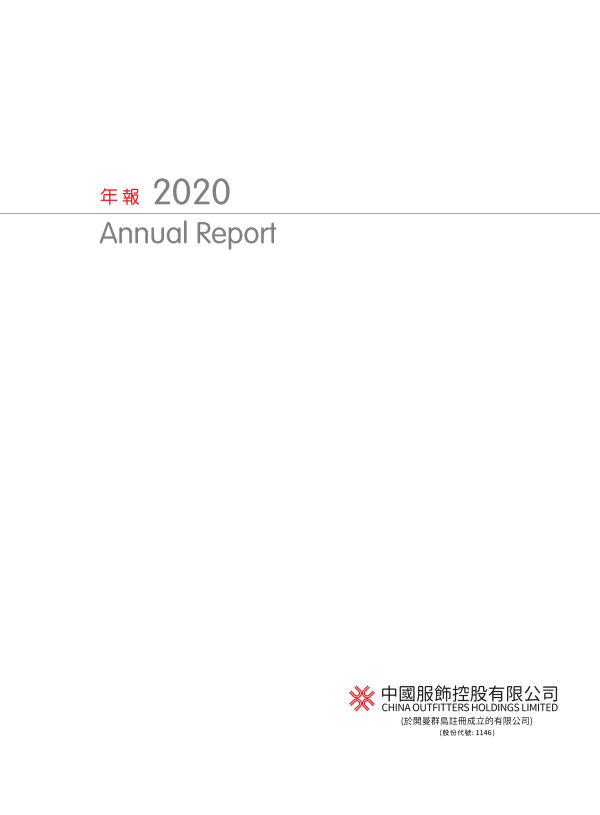 年報 2020
Annual Report
中國服飾控股有限公司
CHINA OUTFITTERS HOLDINGS LIMITED
(於開曼群島註冊成立的有限公司)
(股份代號: 1146)